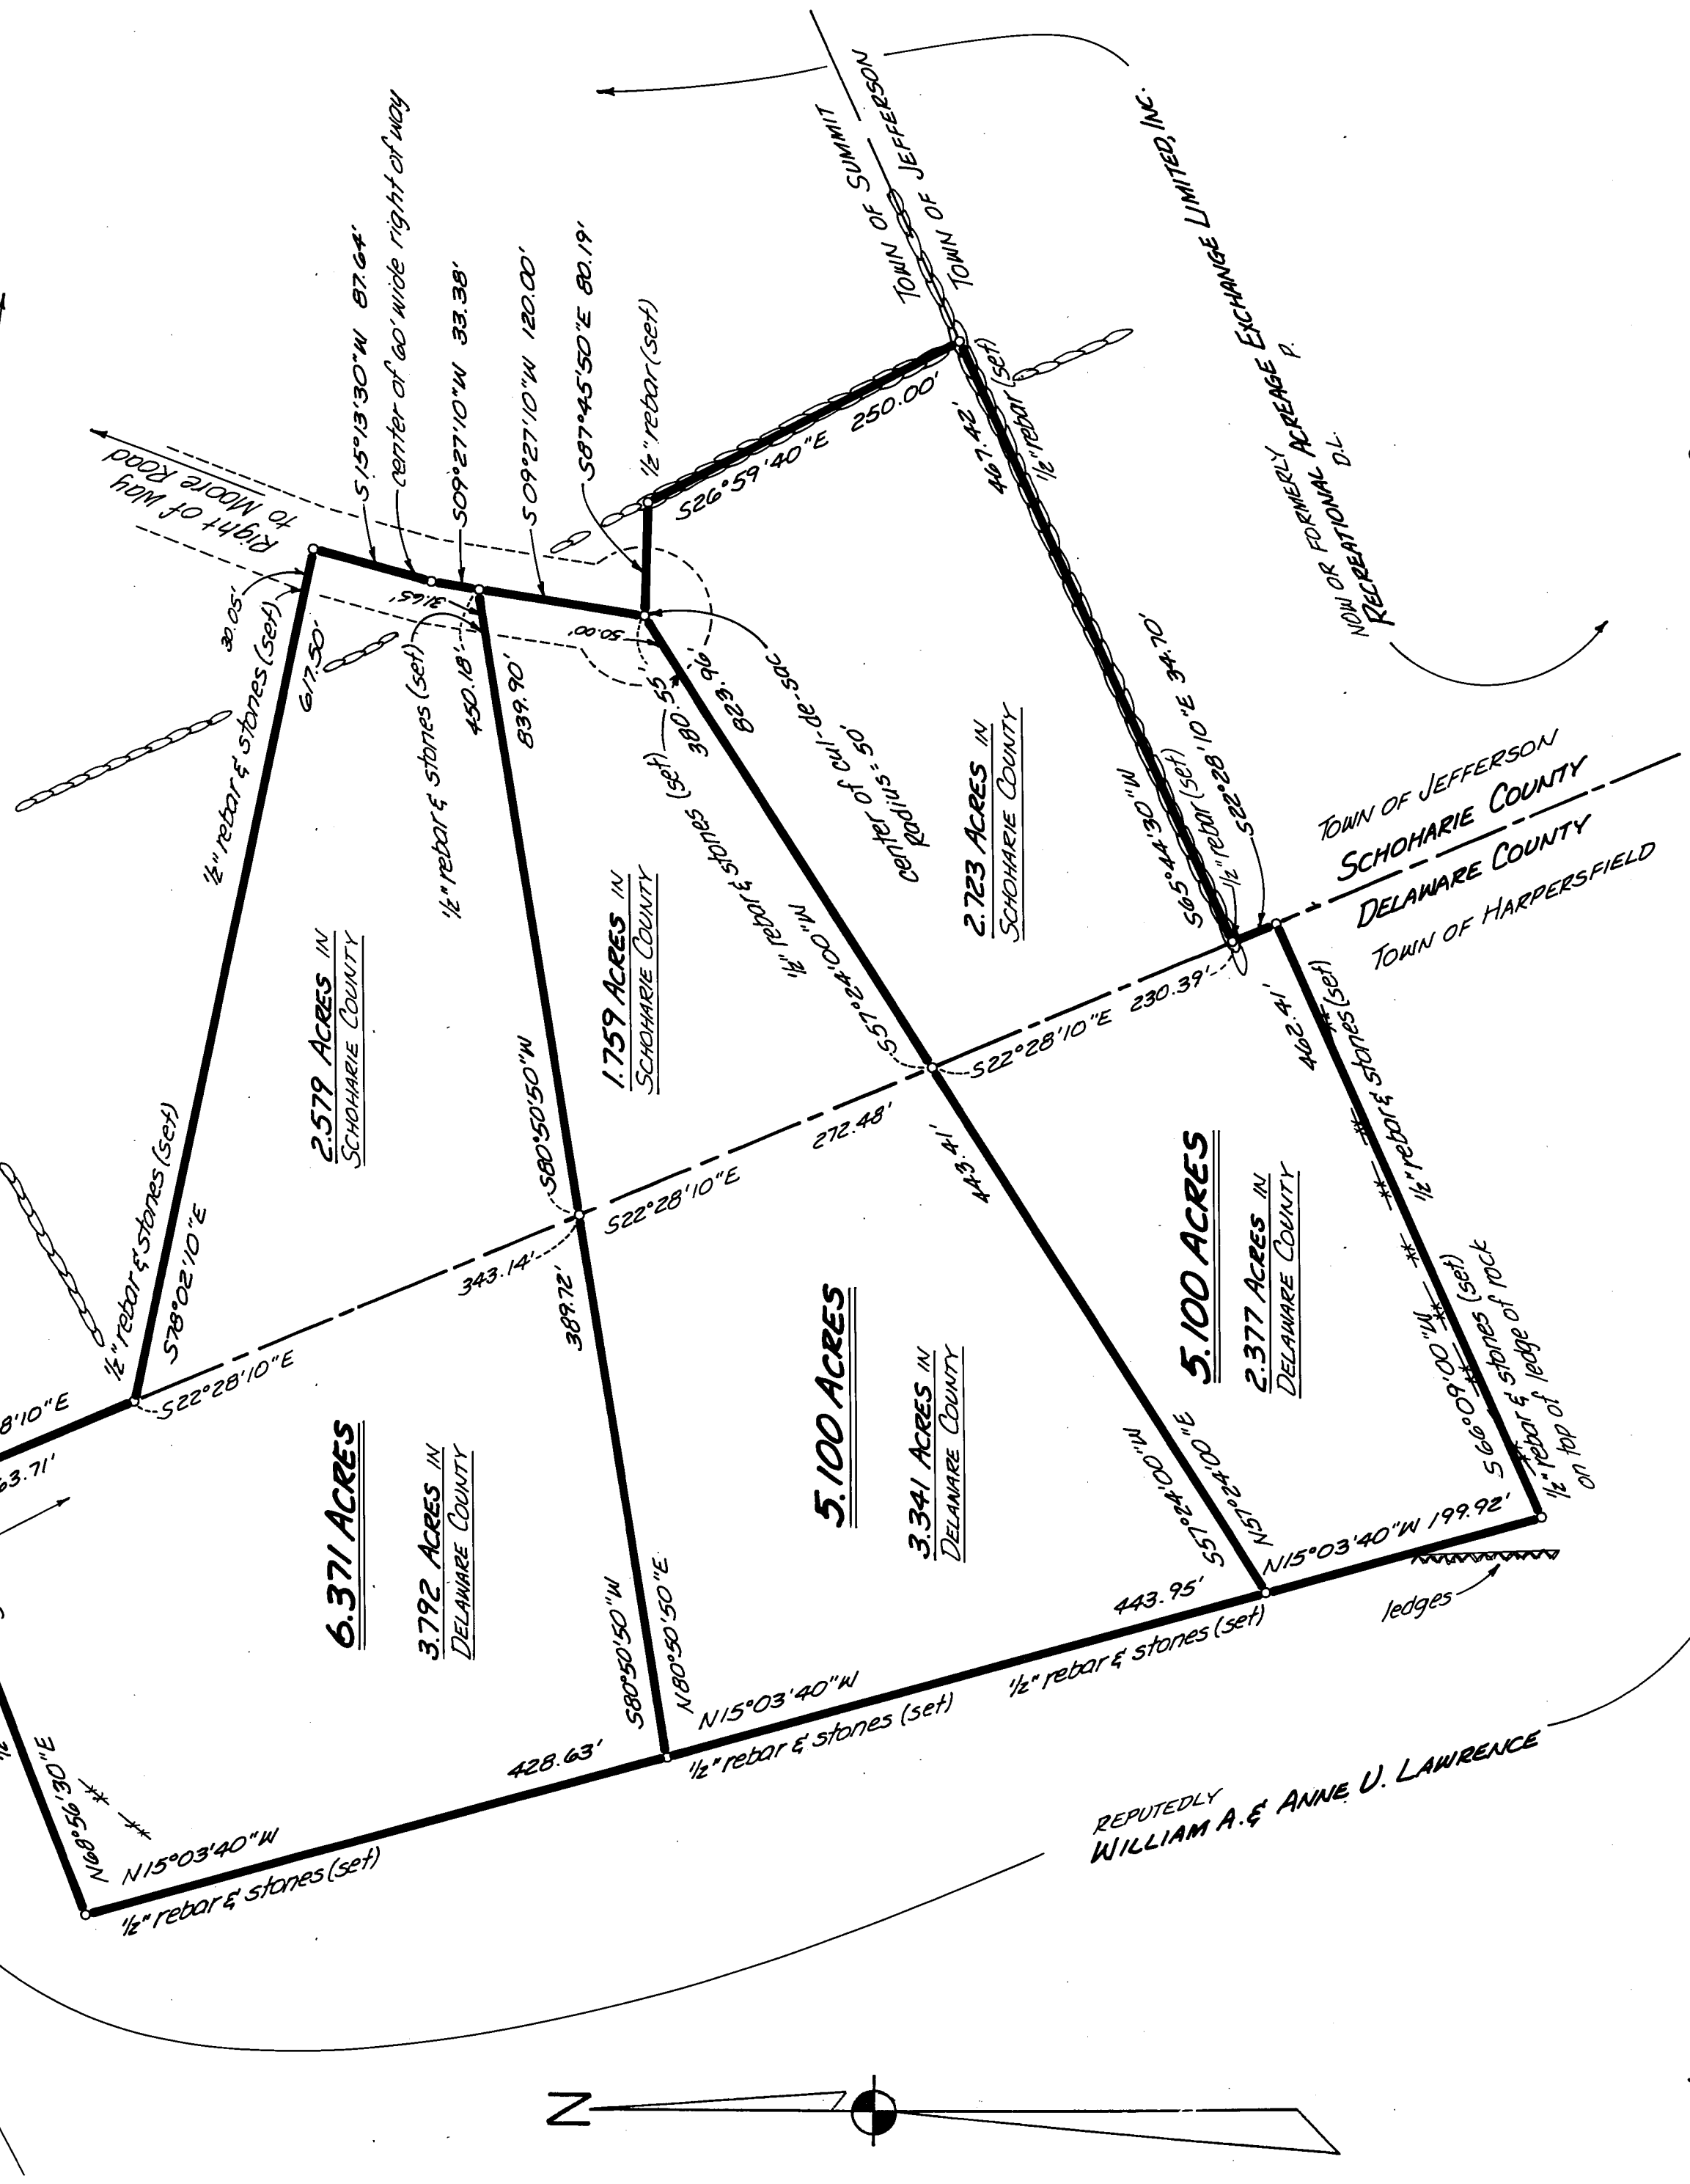 TOWN OF SUMMIT
TOWN OF JEFFERSON
NOW OR FORMERLY
RECREATIONAL ACREAGE EXCHANGE LIMITED, INC.
D.L. P.
Right of Way
to Moore Road
S15°13'30"W 87.64'
center of 60' wide right of way
S09°27'10"W 33.38'
S09°27'10"W 120.00'
S87°45'50"E 80.19'
1/2" rebar (set)
S26°59'40"E 250.00'
467.42'
1/2" rebar (set)
30.05'
1/2" rebar & stones (set)
617.50'
31.65'
450.18'
1/2" rebar & stones (set)
839.90'
50.00'
380.55'
823.96'
1/2" rebar & stones (set)
center of cul-de-sac
Radius = 50'
2.723 ACRES IN
SCHOHARIE COUNTY
S65°44'30"W
1/2" rebar (set)
S22°28'10"E 34.70'
TOWN OF JEFFERSON
SCHOHARIE COUNTY
DELAWARE COUNTY
TOWN OF HARPERSFIELD
2.579 ACRES IN
SCHOHARIE COUNTY
1.759 ACRES IN
SCHOHARIE COUNTY
S80°50'50"W
S57°24'00"W
S22°28'10"E 230.39'
462.41'
1/2" rebar & stones (set)
1/2" rebar & stones (set)
S78°02'10"E
S22°28'10"E
343.14'
S22°28'10"E
272.48'
389.72'
443.41'
8'10"E
63.71'
6.371 ACRES
3.792 ACRES IN
DELAWARE COUNTY
5.100 ACRES
3.341 ACRES IN
DELAWARE COUNTY
5.100 ACRES
2.377 ACRES IN
DELAWARE COUNTY
S66°09'00"W
1/2" rebar & stones (set)
on top of ledge of rock
S57°24'00"W
N57°24'00"E
N15°03'40"W 199.92'
ledges
S80°50'50"W
N80°50'50"E
N15°03'40"W
443.95'
1/2" rebar & stones (set)
1/2" rebar & stones (set)
428.63'
N68°56'30"E
N15°03'40"W
1/2" rebar & stones (set)
REPUTEDLY
WILLIAM A. & ANNE U. LAWRENCE
N